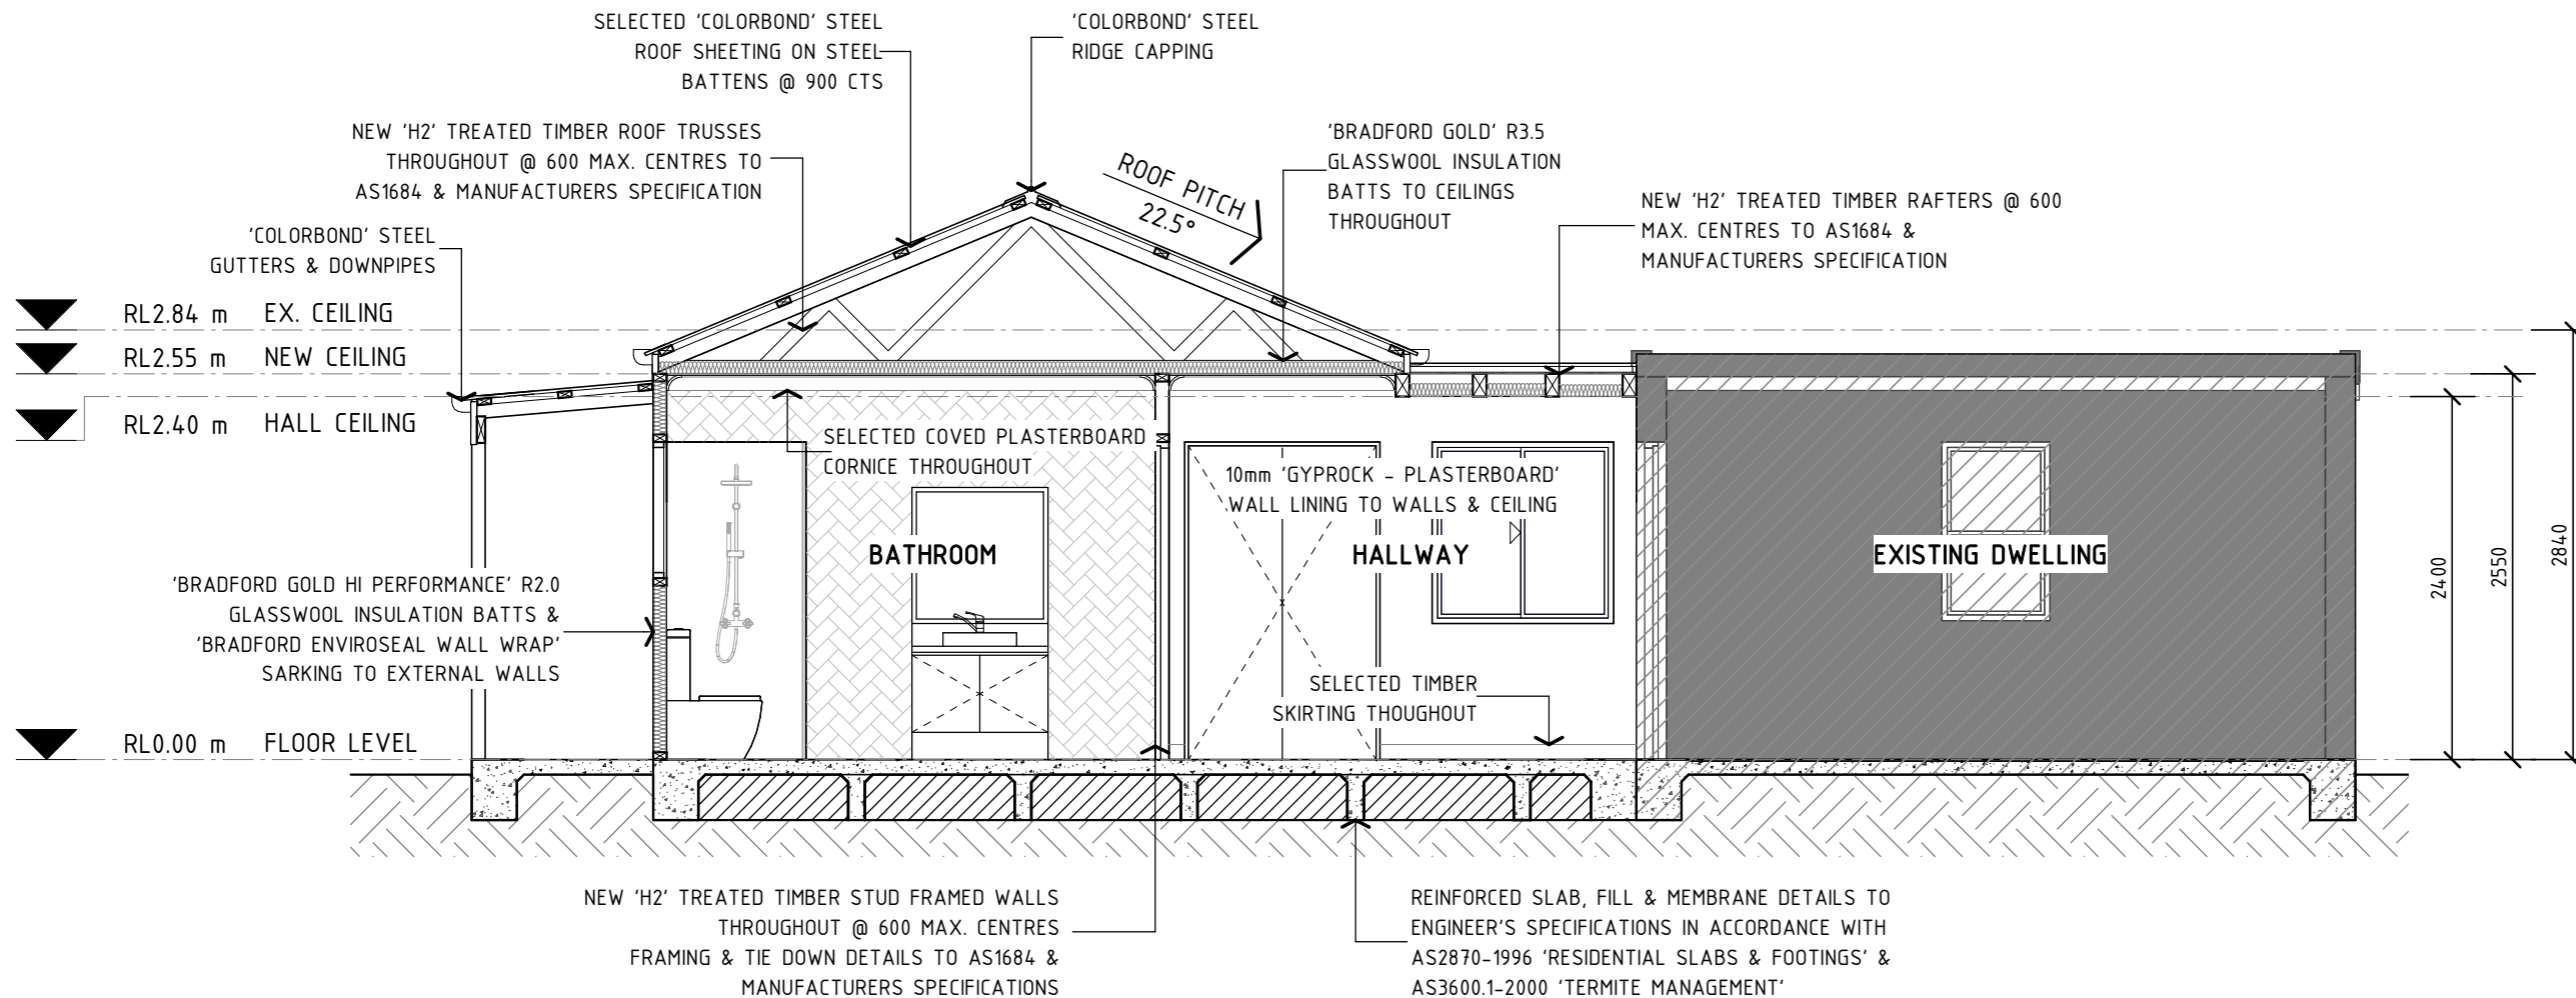 SELECTED 'COLORBOND' STEEL
ROOF SHEETING ON STEEL
BATTENS @ 900 CTS
'COLORBOND' STEEL
RIDGE CAPPING
NEW 'H2' TREATED TIMBER ROOF TRUSSES
THROUGHOUT @ 600 MAX. CENTRES TO
AS1684 & MANUFACTURERS SPECIFICATION
ROOF PITCH
22.5°
'BRADFORD GOLD' R3.5
GLASSWOOL INSULATION
BATTS TO CEILINGS
THROUGHOUT
NEW 'H2' TREATED TIMBER RAFTERS @ 600
MAX. CENTRES TO AS1684 &
MANUFACTURERS SPECIFICATION
'COLORBOND' STEEL
GUTTERS & DOWNPIPES
RL2.84 m EX. CEILING
RL2.55 m NEW CEILING
RL2.40 m HALL CEILING
SELECTED COVED PLASTERBOARD
CORNICE THROUGHOUT
10mm 'GYPROCK - PLASTERBOARD'
WALL LINING TO WALLS & CEILING
BATHROOM
HALLWAY
EXISTING DWELLING
2400
2550
2840
'BRADFORD GOLD HI PERFORMANCE' R2.0
GLASSWOOL INSULATION BATTS &
'BRADFORD ENVIROSEAL WALL WRAP'
SARKING TO EXTERNAL WALLS
SELECTED TIMBER
SKIRTING THOUGHOUT
RL0.00 m FLOOR LEVEL
NEW 'H2' TREATED TIMBER STUD FRAMED WALLS
THROUGHOUT @ 600 MAX. CENTRES
FRAMING & TIE DOWN DETAILS TO AS1684 &
MANUFACTURERS SPECIFICATIONS
REINFORCED SLAB, FILL & MEMBRANE DETAILS TO
ENGINEER'S SPECIFICATIONS IN ACCORDANCE WITH
AS2870-1996 'RESIDENTIAL SLABS & FOOTINGS' &
AS3600.1-2000 'TERMITE MANAGEMENT'